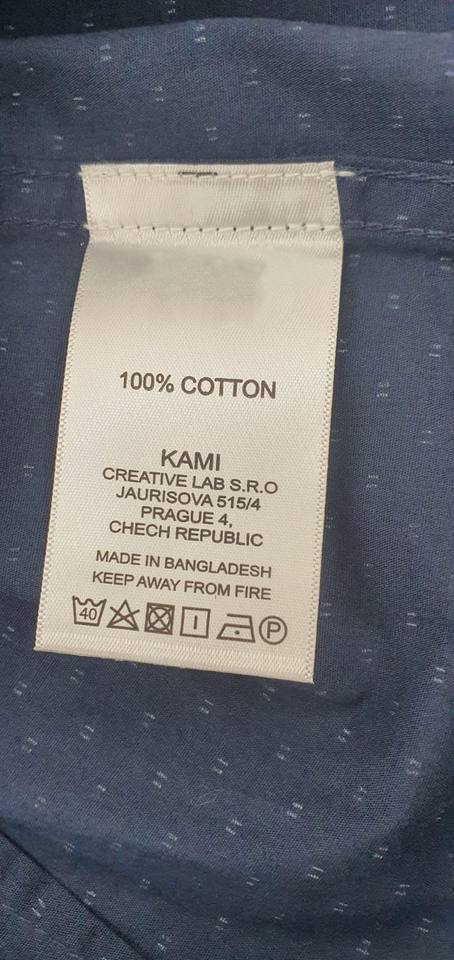 100% COTTON
KAMI
CREATIVE LAB S.R.O
JAURISOVA 515/4
PRAGUE 4,
CHECH REPUBLIC
MADE IN BANGLADESH
KEEP AWAY FROM FIRE
40 P